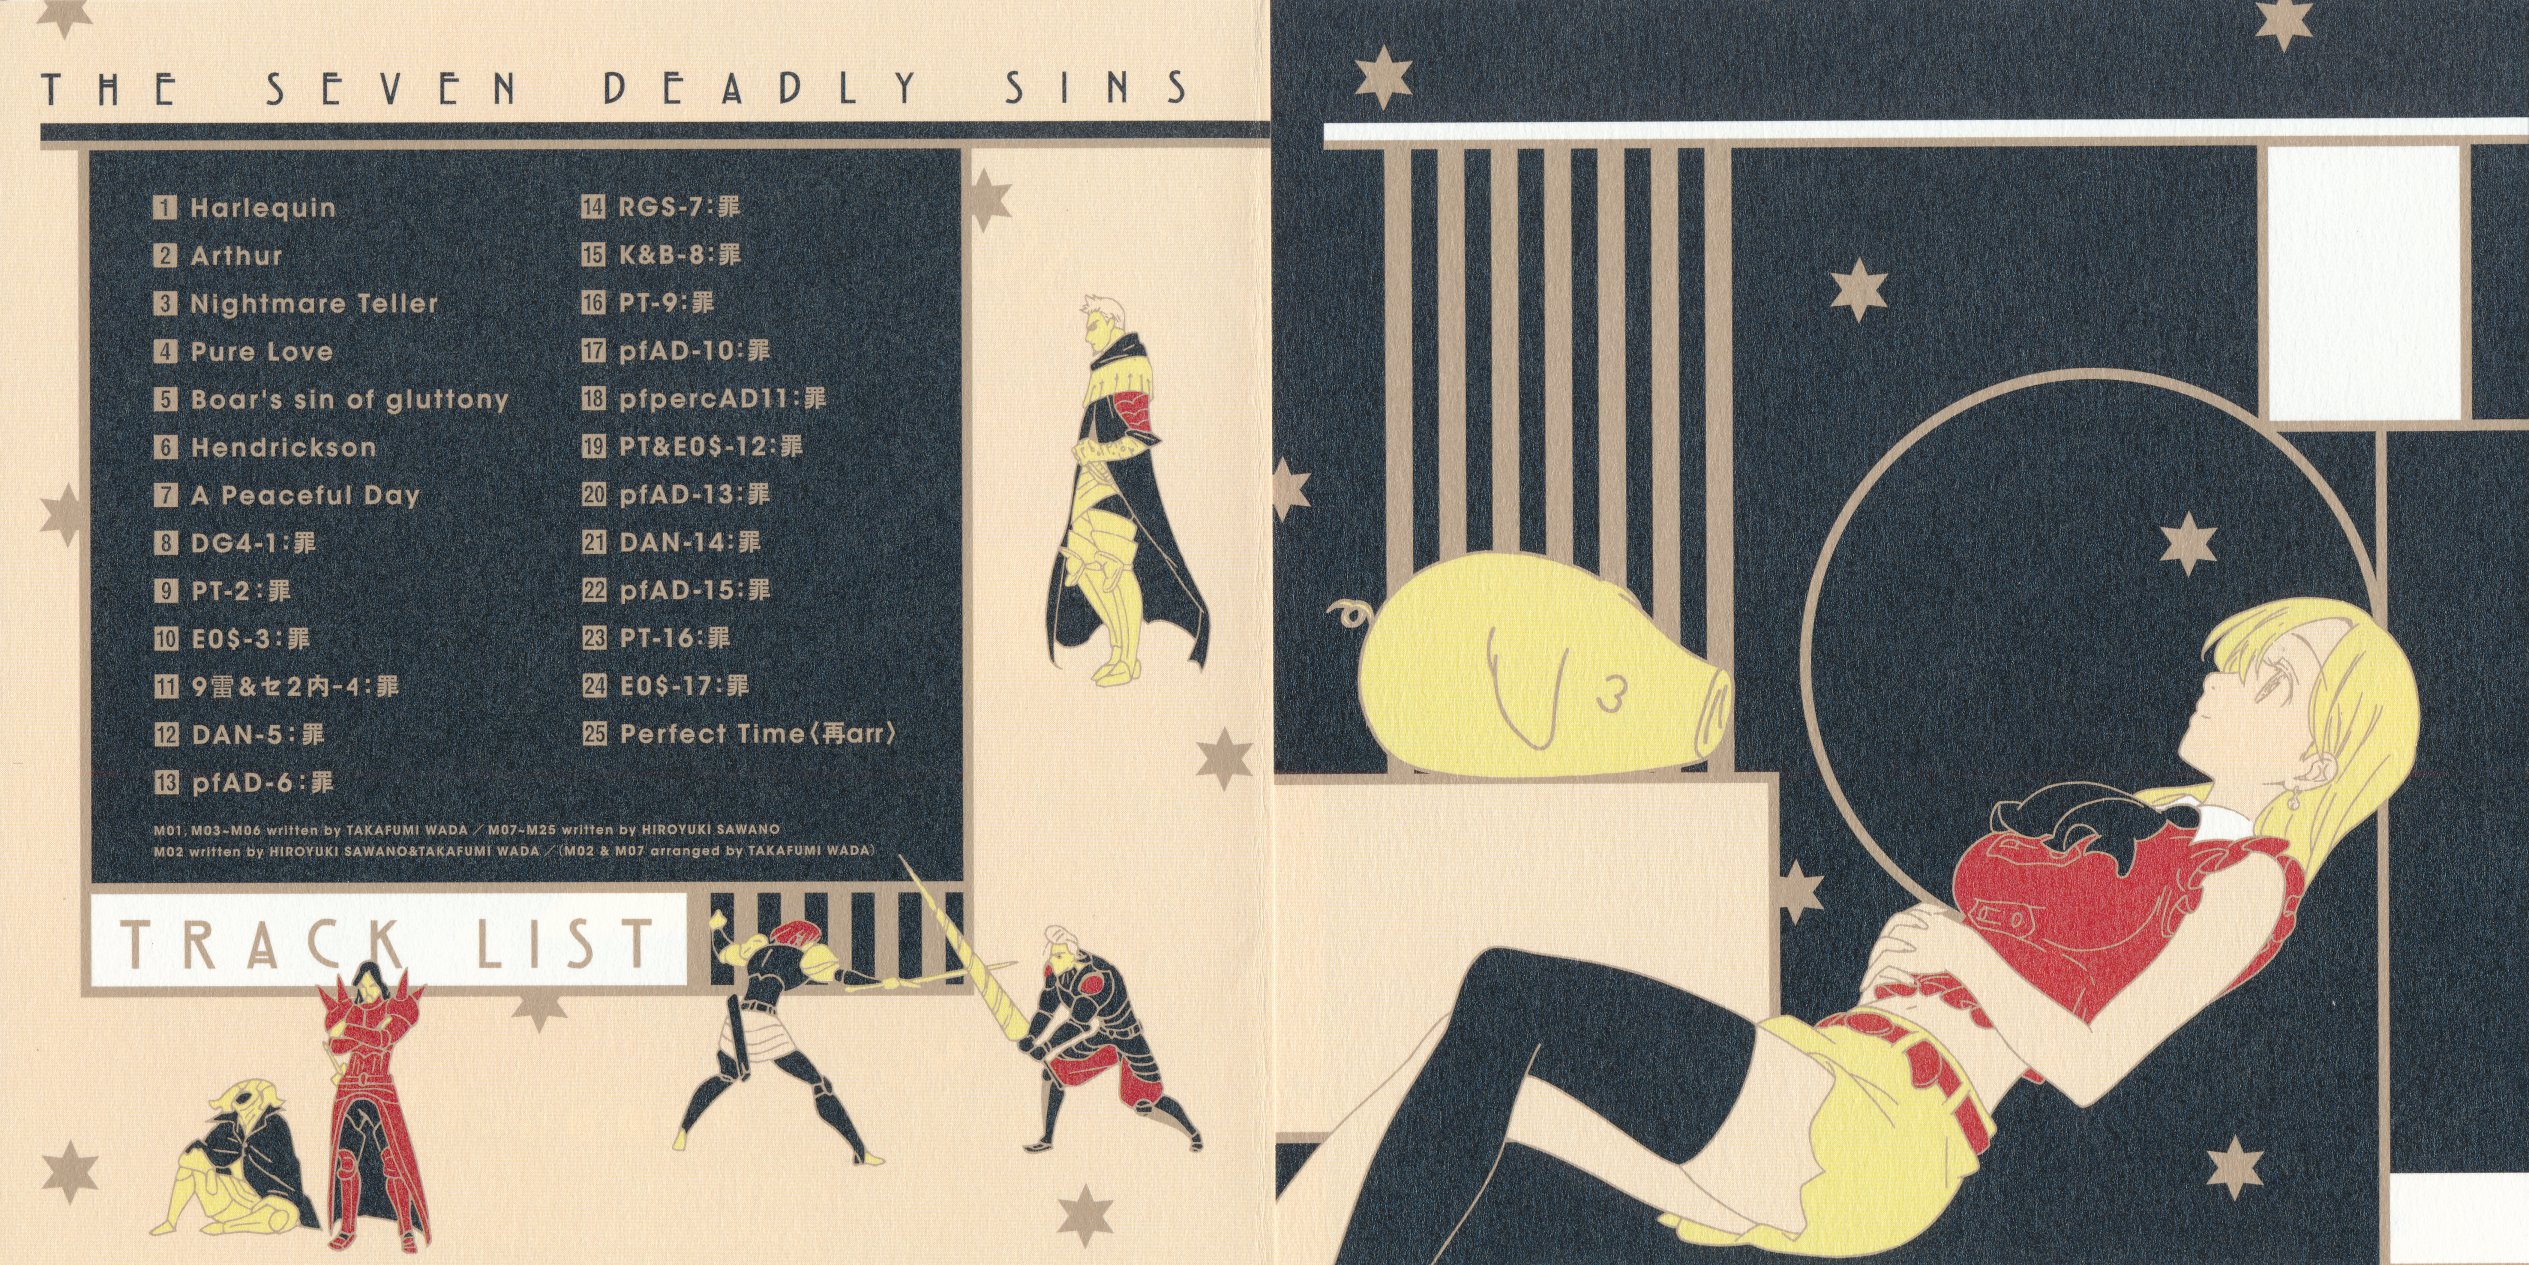 THE SEVEN DEADLY SINS
1 Harlequin
2 Arthur
3 Nightmare Teller
4 Pure Love
5 Boar's sin of gluttony
6 Hendrickson
7 A Peaceful Day
8 DG4-1:罪
9 PT-2:罪
10 E0$-3:罪
11 9雷&セ2内-4:罪
12 DAN-5:罪
13 pfAD-6:罪
14 RGS-7:罪
15 K&B-8:罪
16 PT-9:罪
17 pfAD-10:罪
18 pfpercAD11:罪
19 PT&E0$-12:罪
20 pfAD-13:罪
21 DAN-14:罪
22 pfAD-15:罪
23 PT-16:罪
24 E0$-17:罪
25 Perfect Time〈再arr〉
M01, M03~M06 written by TAKAFUMI WADA / M07~M25 written by HIROYUKI SAWANO
M02 written by HIROYUKI SAWANO&TAKAFUMI WADA /(M02 & M07 arranged by TAKAFUMI WADA)
TRACK LIST